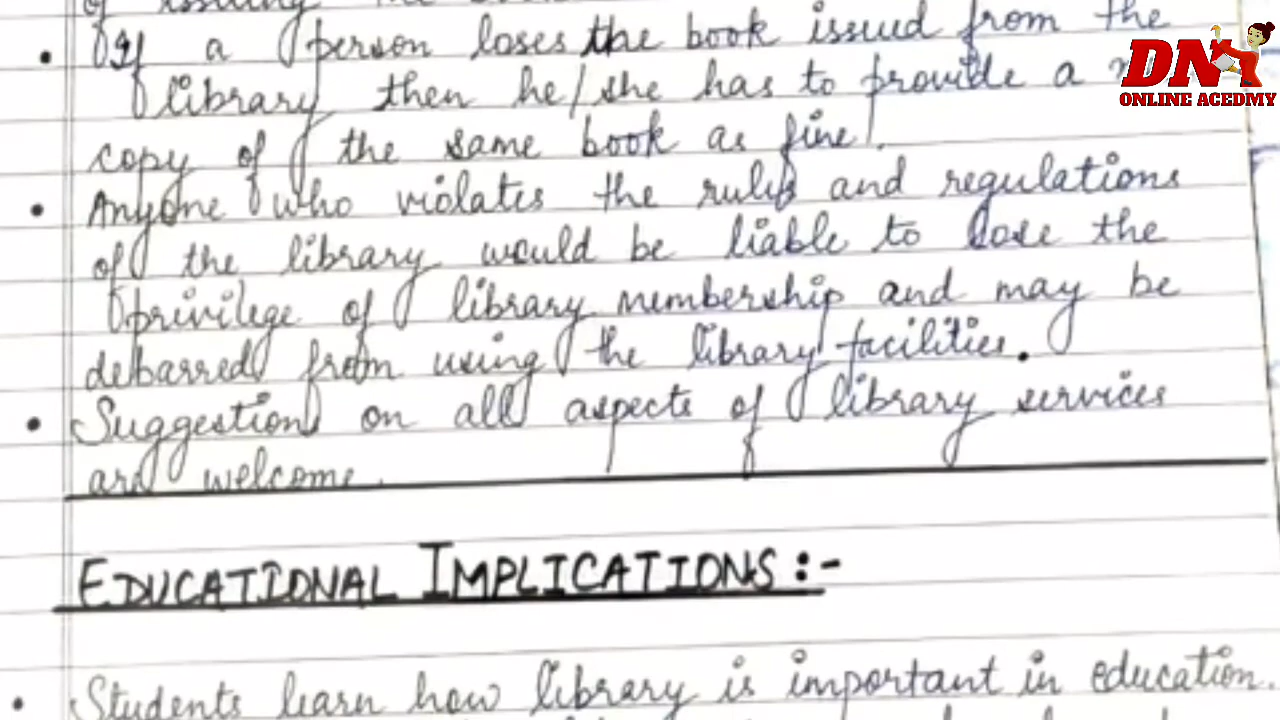 of issuing the
• If a person loses the book issued from the
library then he/she has to provide a
copy of the same book as fine.
• Anyone who violates the rules and regulations
of the library would be liable to lose the
privilege of library membership and may be
debarred from using the library facilities.
• Suggestion on all aspects of library services
are welcome.
EDUCATIONAL IMPLICATIONS :-
• Students learn how library is important in education.
DNA
ONLINE ACEDMY